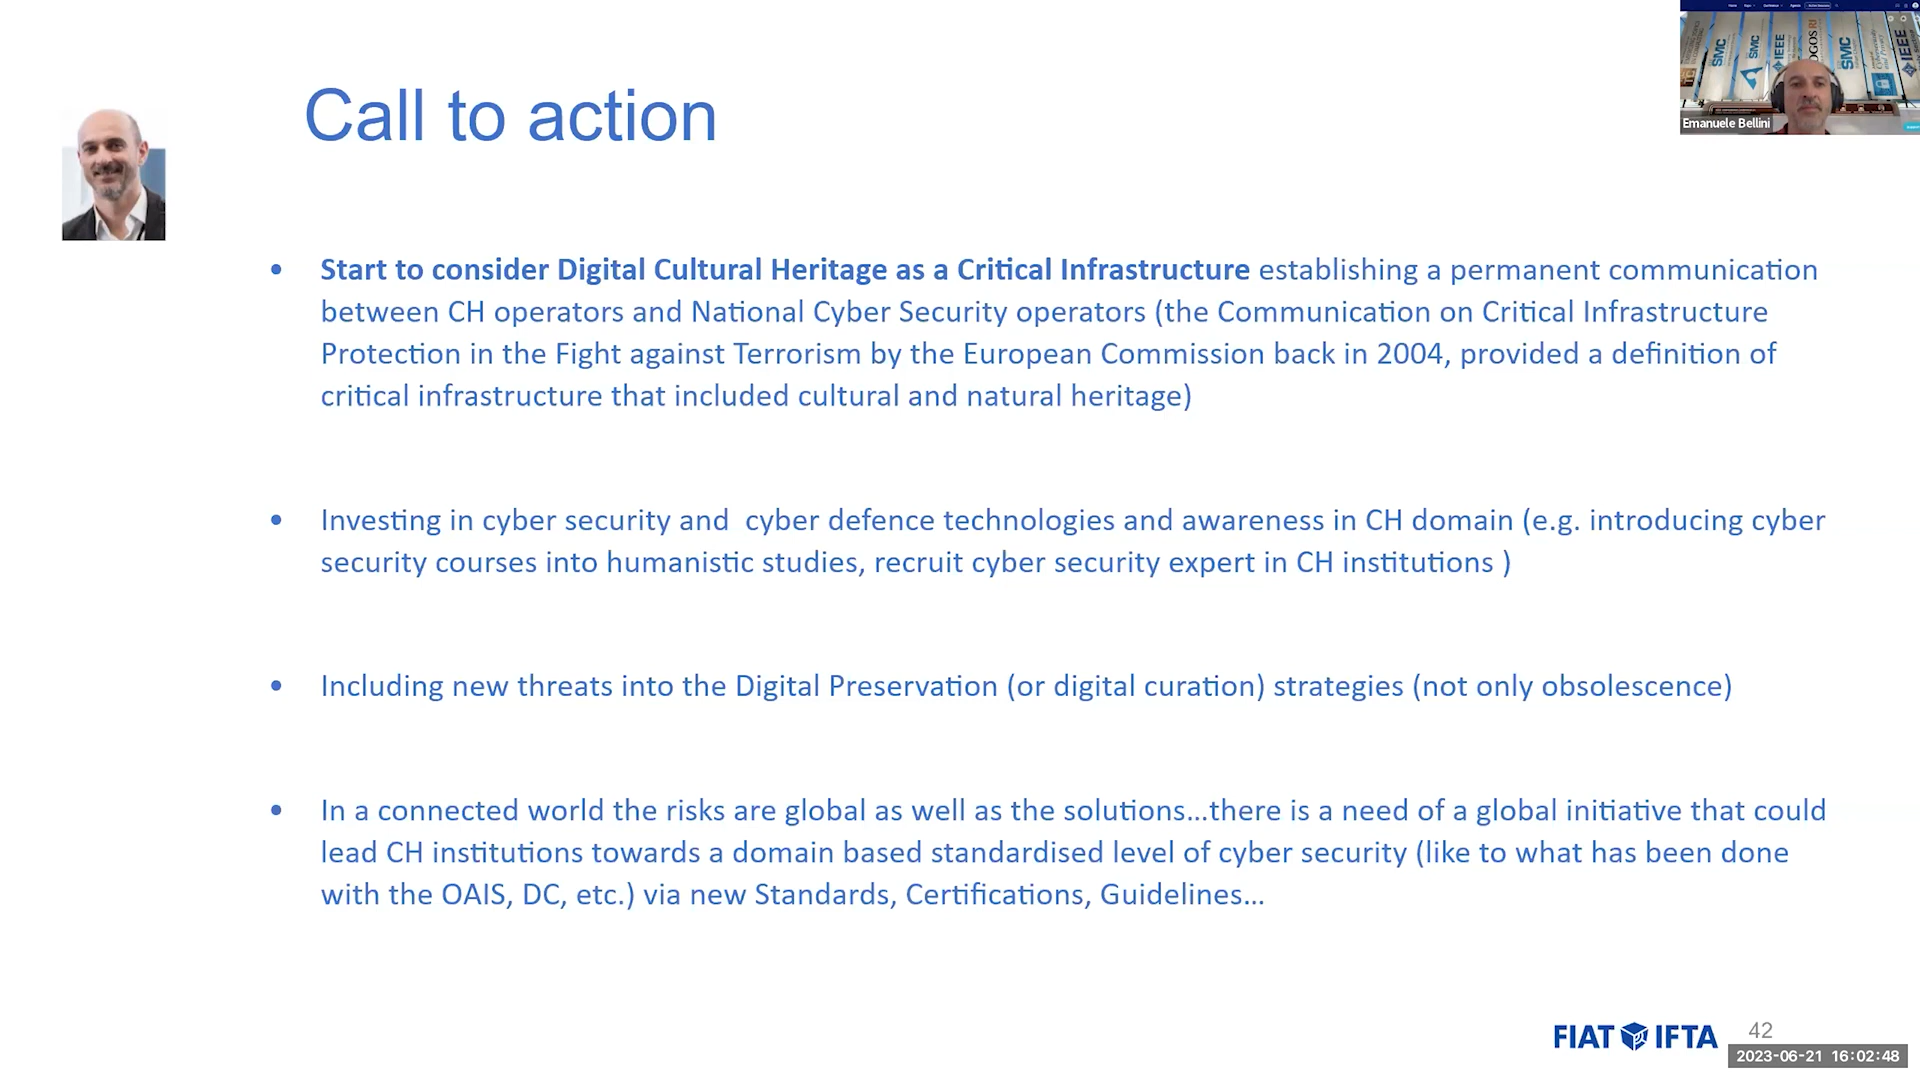 Call to action
Emanuele Bellini
SMC
SMC
IEEE
SMC
IEEE
• Start to consider Digital Cultural Heritage as a Critical Infrastructure establishing a permanent communication
between CH operators and National Cyber Security operators (the Communication on Critical Infrastructure
Protection in the Fight against Terrorism by the European Commission back in 2004, provided a definition of
critical infrastructure that included cultural and natural heritage)
• Investing in cyber security and  cyber defence technologies and awareness in CH domain (e.g. introducing cyber
security courses into humanistic studies, recruit cyber security expert in CH institutions )
• Including new threats into the Digital Preservation (or digital curation) strategies (not only obsolescence)
• In a connected world the risks are global as well as the solutions…there is a need of a global initiative that could
lead CH institutions towards a domain based standardised level of cyber security (like to what has been done
with the OAIS, DC, etc.) via new Standards, Certifications, Guidelines…
FIAT IFTA
42
2023-06-21 16:02:48